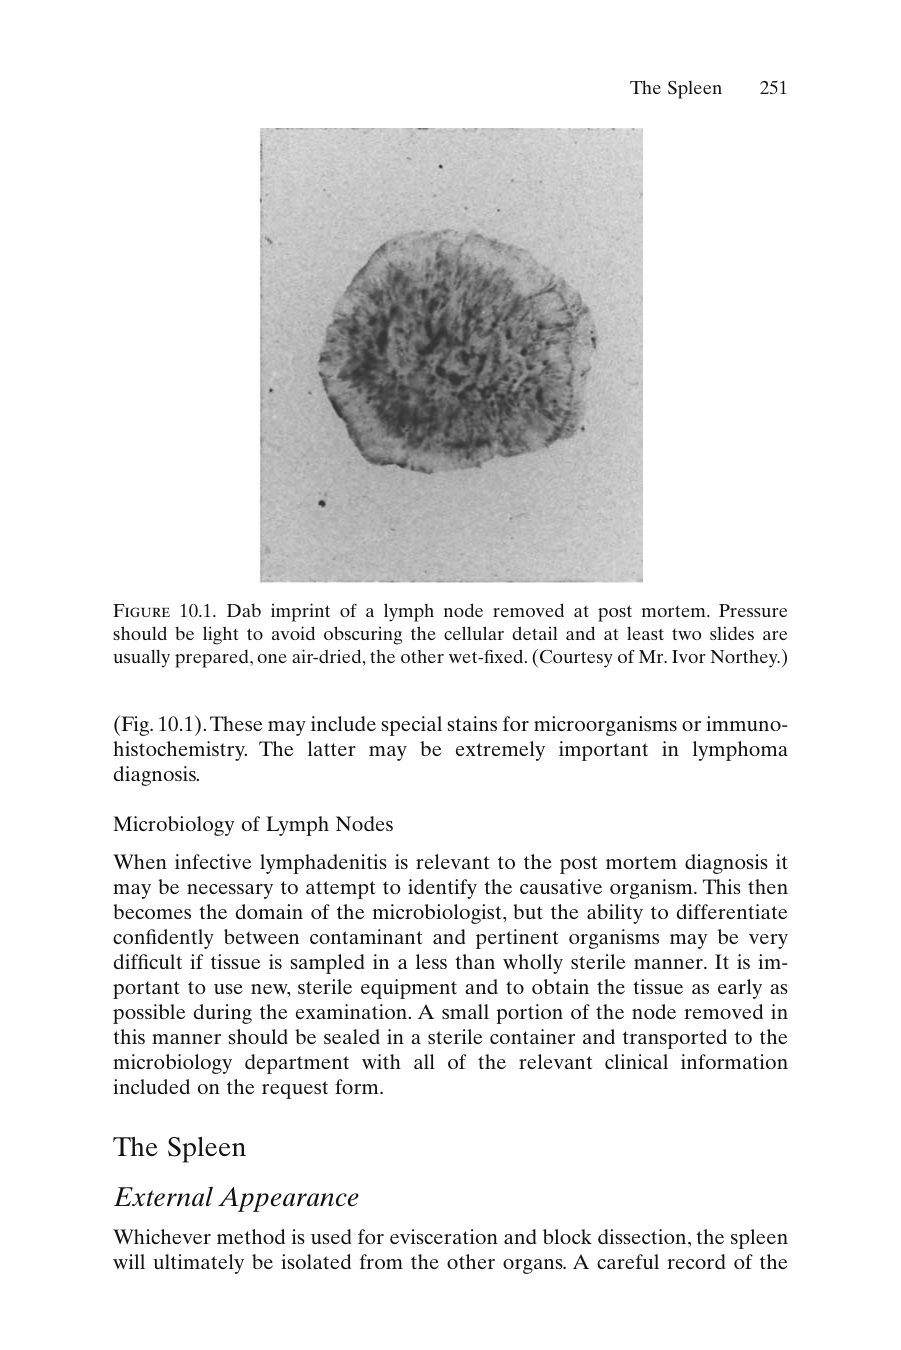 The Spleen 251
FIGURE 10.1. Dab imprint of a lymph node removed at post mortem. Pressure
should be light to avoid obscuring the cellular detail and at least two slides are
usually prepared, one air-dried, the other wet-fixed. (Courtesy of Mr. Ivor Northey.)
(Fig. 10.1). These may include special stains for microorganisms or immuno-
histochemistry. The latter may be extremely important in lymphoma
diagnosis.
Microbiology of Lymph Nodes
When infective lymphadenitis is relevant to the post mortem diagnosis it
may be necessary to attempt to identify the causative organism. This then
becomes the domain of the microbiologist, but the ability to differentiate
confidently between contaminant and pertinent organisms may be very
difficult if tissue is sampled in a less than wholly sterile manner. It is im-
portant to use new, sterile equipment and to obtain the tissue as early as
possible during the examination. A small portion of the node removed in
this manner should be sealed in a sterile container and transported to the
microbiology department with all of the relevant clinical information
included on the request form.
The Spleen
External Appearance
Whichever method is used for evisceration and block dissection, the spleen
will ultimately be isolated from the other organs. A careful record of the